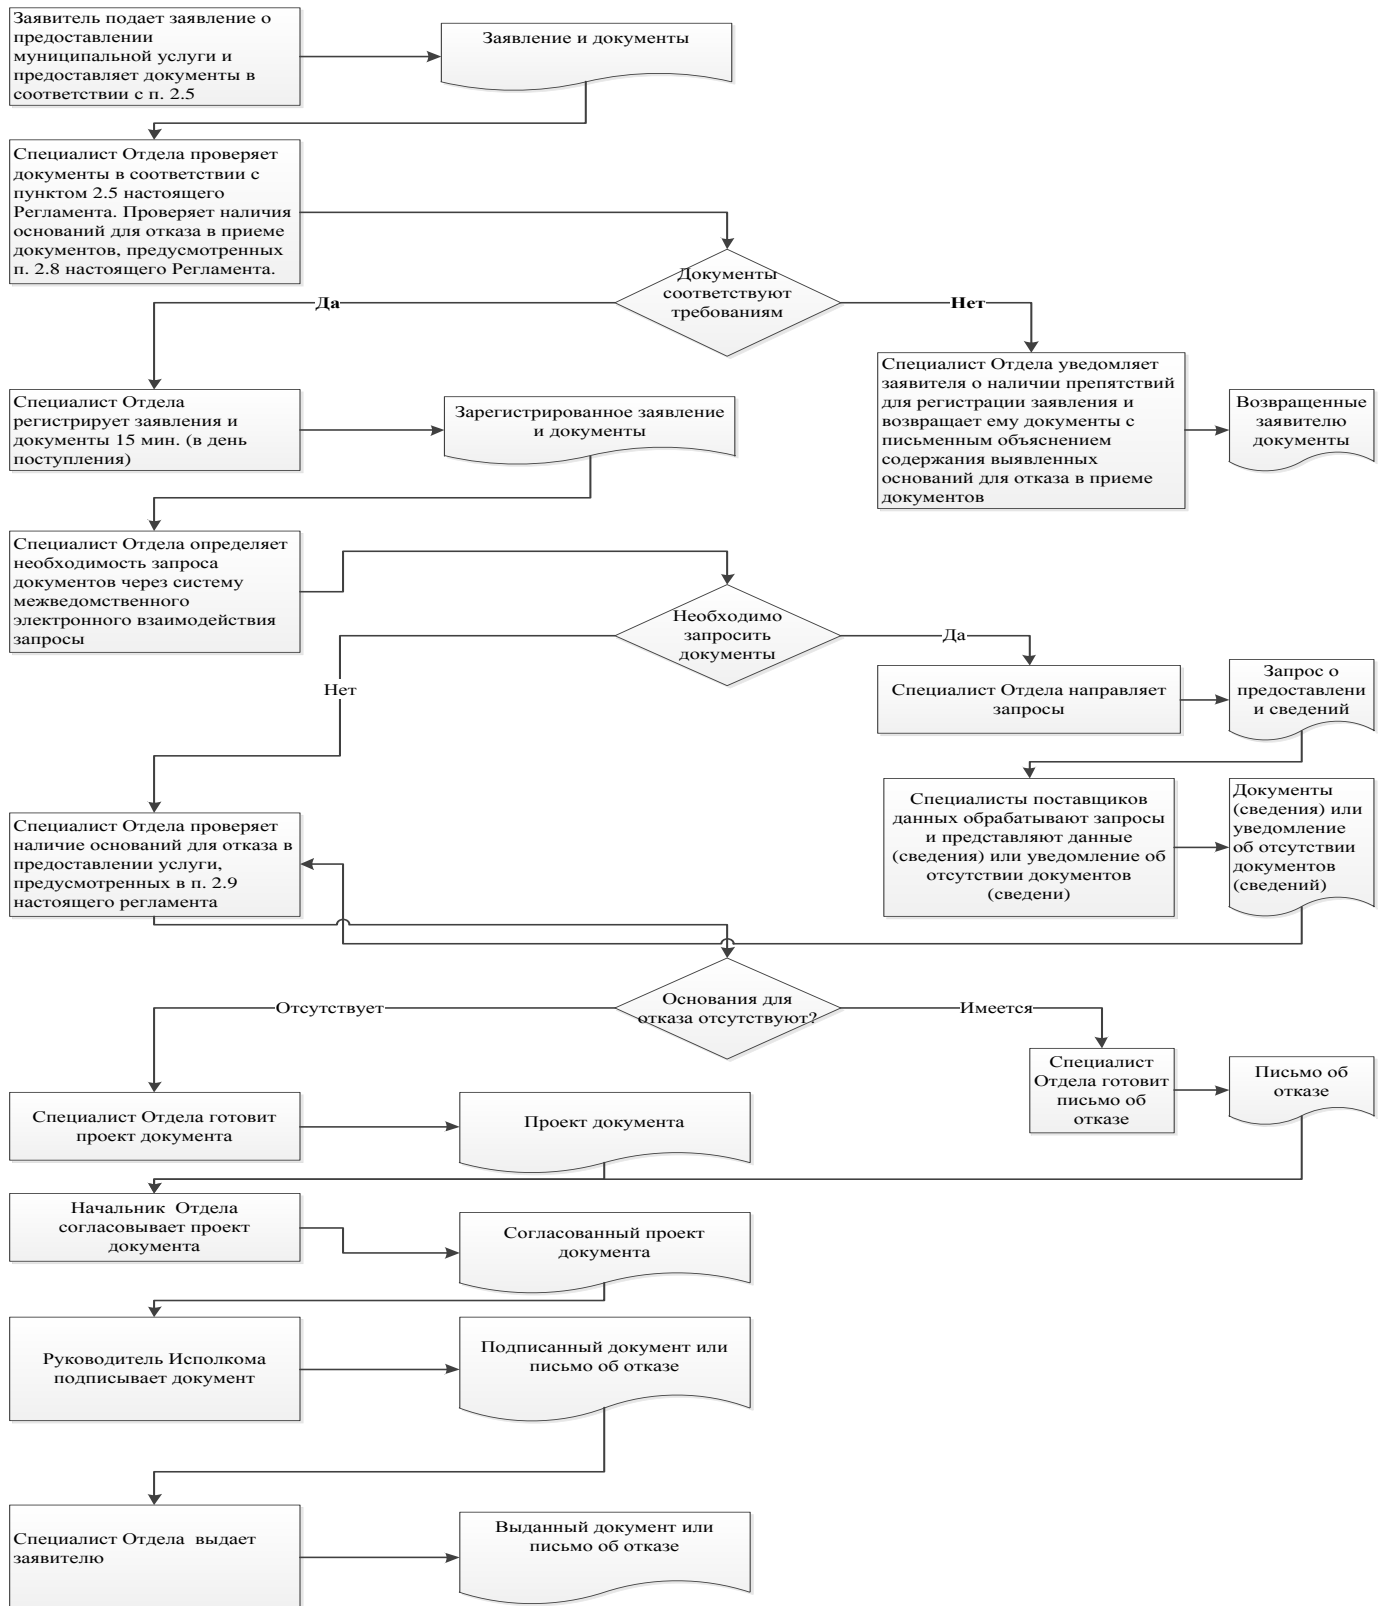 Заявитель подает заявление о
предоставлении
муниципальной услуги и
предоставляет документы в
соответствии с п. 2.5
Заявление и документы
Специалист Отдела проверяет
документы в соответствии с
пунктом 2.5 настоящего
Регламента. Проверяет наличия
оснований для отказа в приеме
документов, предусмотренных
п. 2.8 настоящего Регламента.
Документы
соответствуют
требованиям
Да
Нет
Специалист Отдела
регистрирует заявления и
документы 15 мин. (в день
поступления)
Зарегистрированное заявление
и документы
Специалист Отдела уведомляет
заявителя о наличии препятствий
для регистрации заявления и
возвращает ему документы с
письменным объяснением
содержания выявленных
оснований для отказа в приеме
документов
Возвращенные
заявителю
документы
Специалист Отдела определяет
необходимость запроса
документов через систему
межведомственного
электронного взаимодействия
запросы
Необходимо
запросить
документы
Да
Нет
Специалист Отдела направляет
запросы
Запрос о
предоставлени
и сведений
Специалисты поставщиков
данных обрабатывают запросы
и представляют данные
(сведения) или уведомление об
отсутствии документов
(сведени)
Документы
(сведения) или
уведомление
об отсутствии
документов
(сведений)
Специалист Отдела проверяет
наличие оснований для отказа в
предоставлении услуги,
предусмотренных в п. 2.9
настоящего регламента
Основания для
отказа отсутствуют?
Отсутствует
Имеется
Специалист
Отдела готовит
письмо об
отказе
Письмо об
отказе
Специалист Отдела готовит
проект документа
Проект документа
Начальник  Отдела
согласовывает проект
документа
Согласованный проект
документа
Руководитель Исполкома
подписывает документ
Подписанный документ или
письмо об отказе
Специалист Отдела  выдает
заявителю
Выданный документ или
письмо об отказе